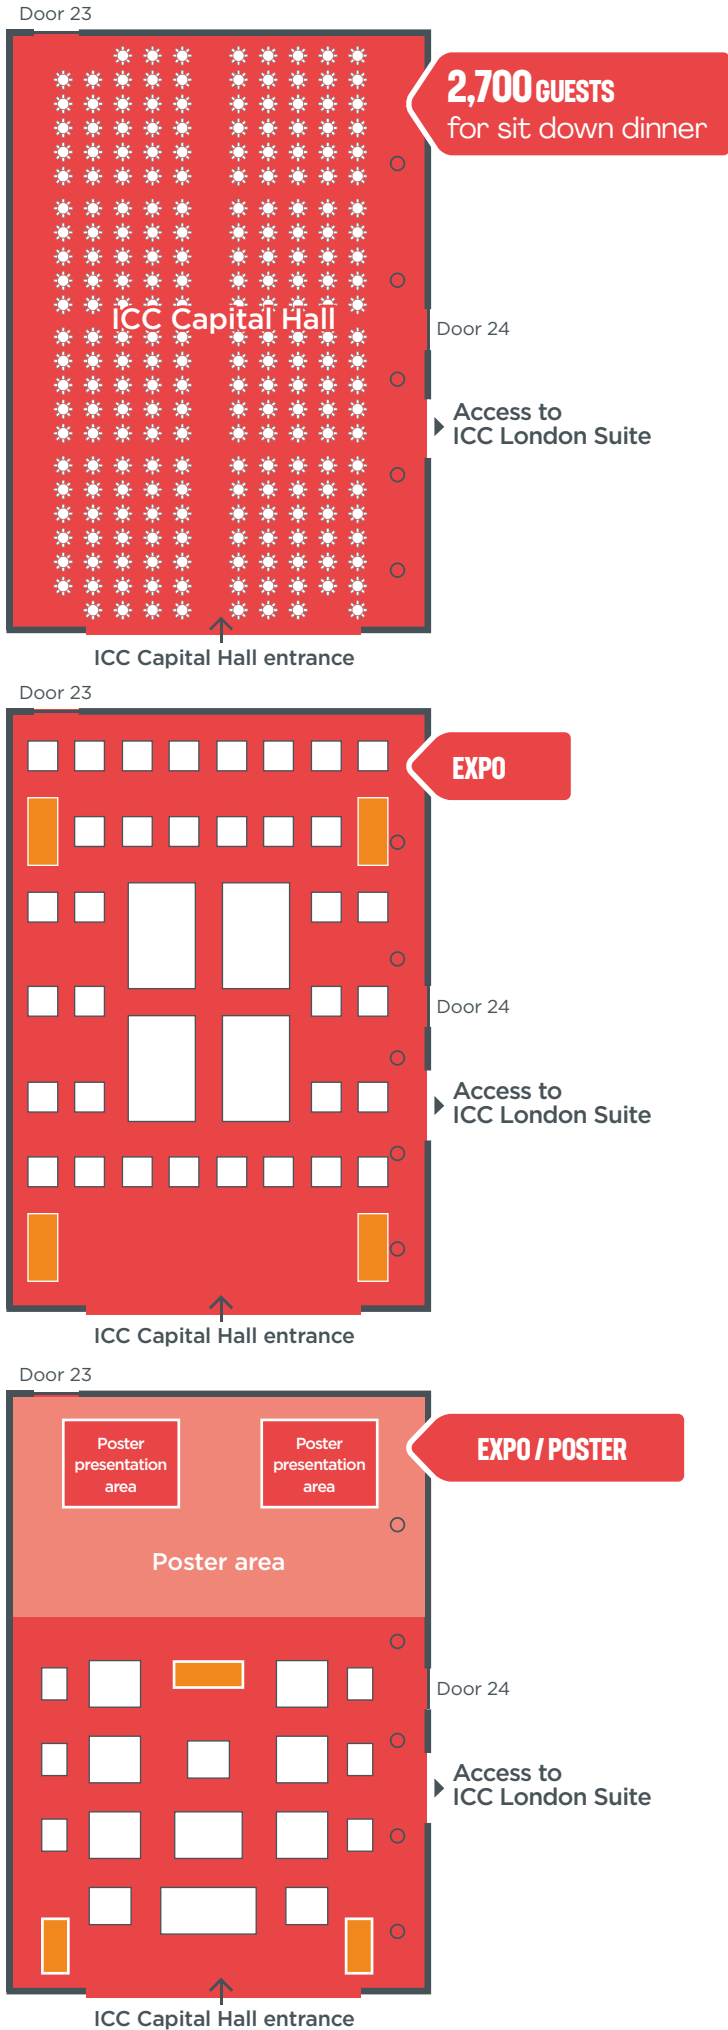 Door 23
2,700 GUESTS
for sit down dinner
ICC Capital Hall
Door 24
Access to
ICC London Suite
ICC Capital Hall entrance
Door 23
EXPO
Door 24
Access to
ICC London Suite
ICC Capital Hall entrance
Door 23
EXPO / POSTER
Poster
presentation
area
Poster
presentation
area
Poster area
Door 24
Access to
ICC London Suite
ICC Capital Hall entrance